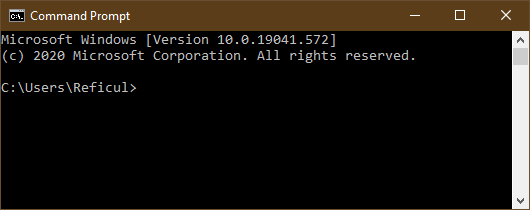 Command Prompt
Microsoft Windows [Version 10.0.19041.572]
(c) 2020 Microsoft Corporation. All rights reserved.
C:\Users\Reficul>